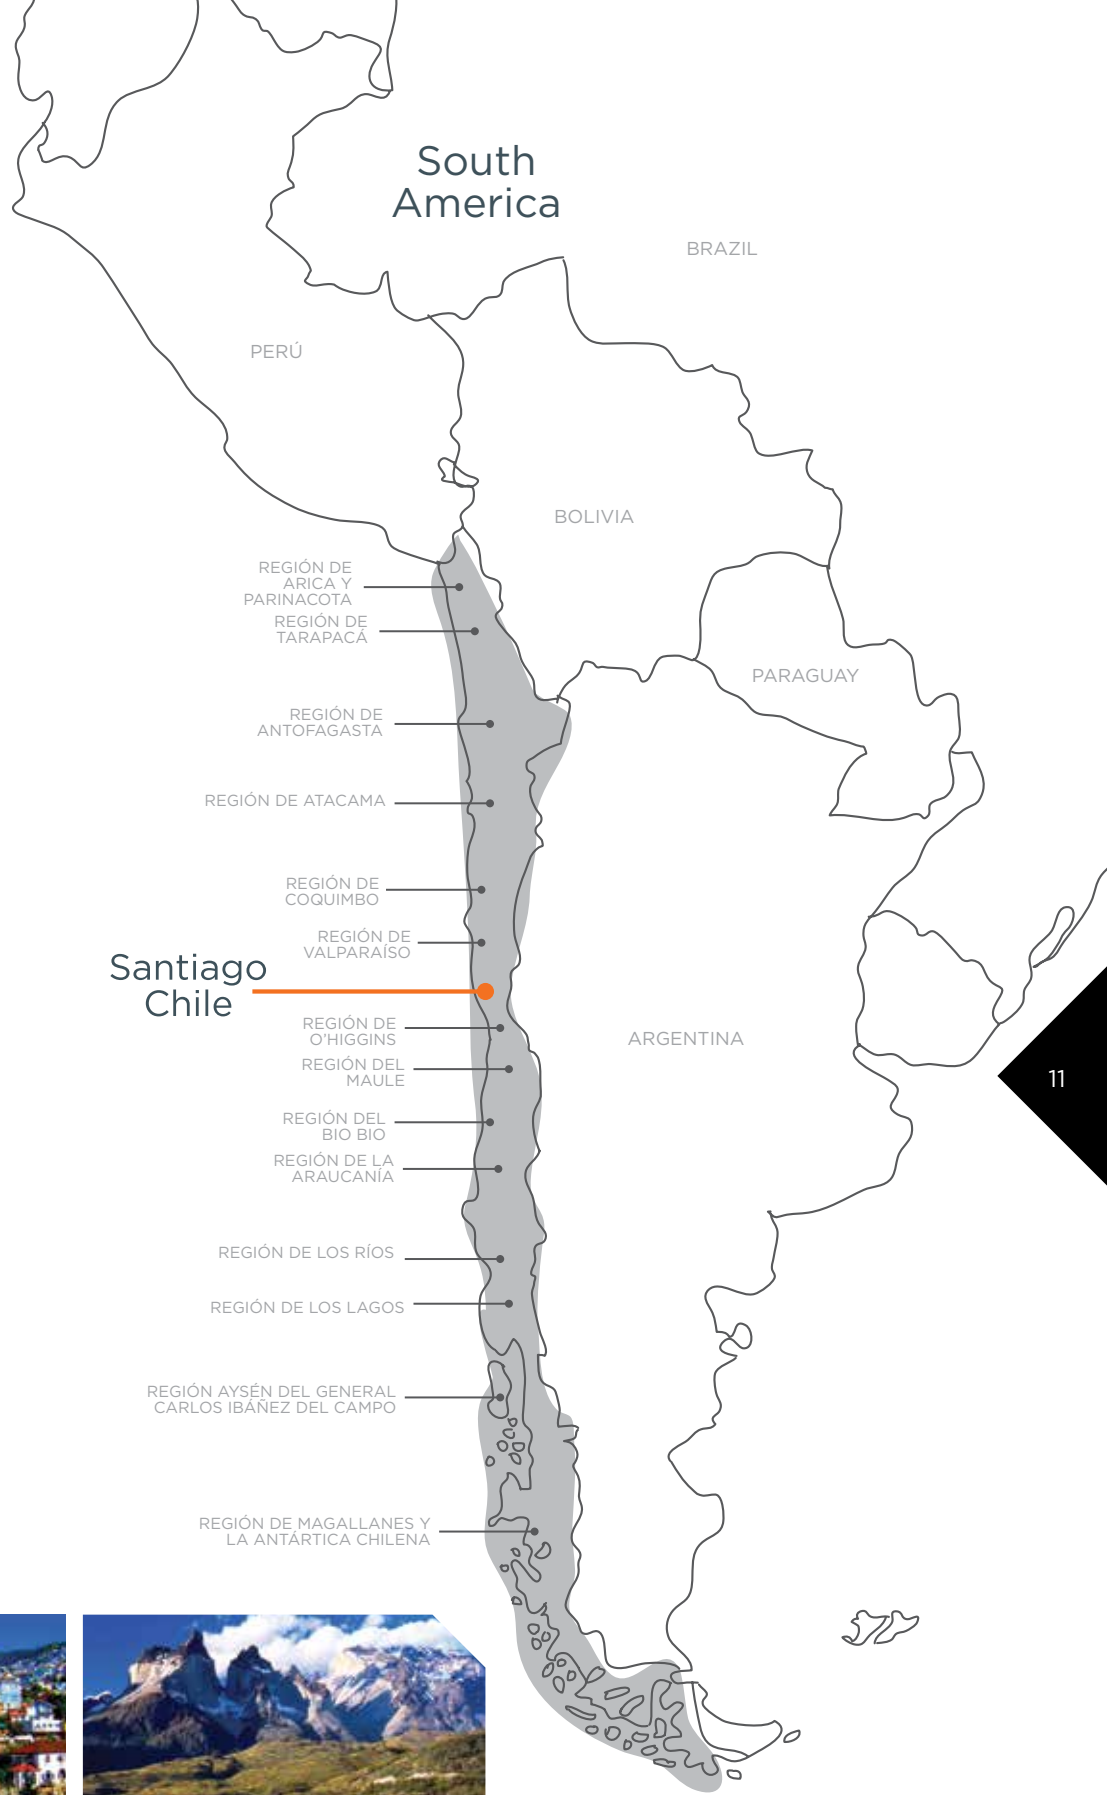 South
America
BRAZIL
PERÚ
BOLIVIA
REGIÓN DE
ARICA Y
PARINACOTA
REGIÓN DE
TARAPACÁ
PARAGUAY
REGIÓN DE
ANTOFAGASTA
REGIÓN DE ATACAMA
REGIÓN DE
COQUIMBO
REGIÓN DE
VALPARAÍSO
Santiago
Chile
REGIÓN DE
O'HIGGINS
ARGENTINA
REGIÓN DEL
MAULE
11
REGIÓN DEL
BIO BIO
REGIÓN DE LA
ARAUCANÍA
REGIÓN DE LOS RÍOS
REGIÓN DE LOS LAGOS
REGIÓN AYSÉN DEL GENERAL
CARLOS IBÁÑEZ DEL CAMPO
REGIÓN DE MAGALLANES Y
LA ANTÁRTICA CHILENA